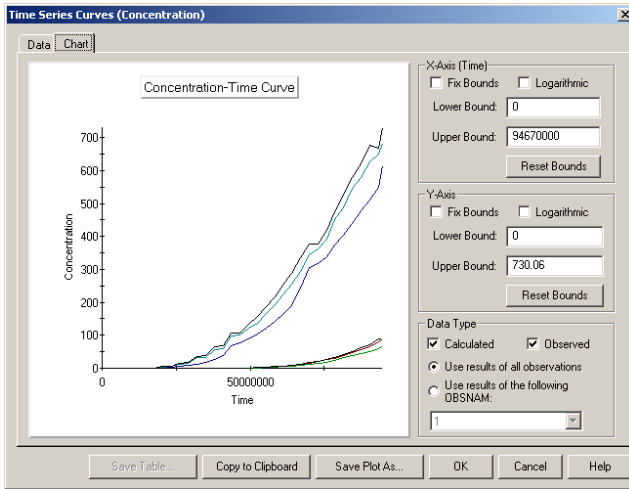 Time Series Curves (Concentration)
Data
Chart
Concentration-Time Curve
700
600
500
400
300
200
100
0
Concentration
0
50000000
Time
X-Axis (Time)
Fix Bounds
Logarithmic
Lower Bound: 0
Upper Bound: 94670000
Reset Bounds
Y-Axis
Fix Bounds
Logarithmic
Lower Bound: 0
Upper Bound: 730.06
Reset Bounds
Data Type
Calculated
Observed
Use results of all observations
Use results of the following
OBSNAM:
1
Save Table...
Copy to Clipboard
Save Plot As...
OK
Cancel
Help